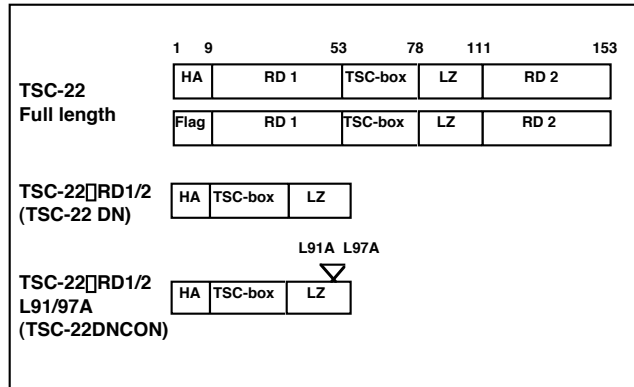 1 9 53 78 111 153
TSC-22
Full length
HA RD 1 TSC-box LZ RD 2
Flag RD 1 TSC-box LZ RD 2
TSC-22▯RD1/2
(TSC-22 DN)
HA TSC-box LZ
L91A L97A
TSC-22▯RD1/2
L91/97A
(TSC-22DNCON)
HA TSC-box LZ